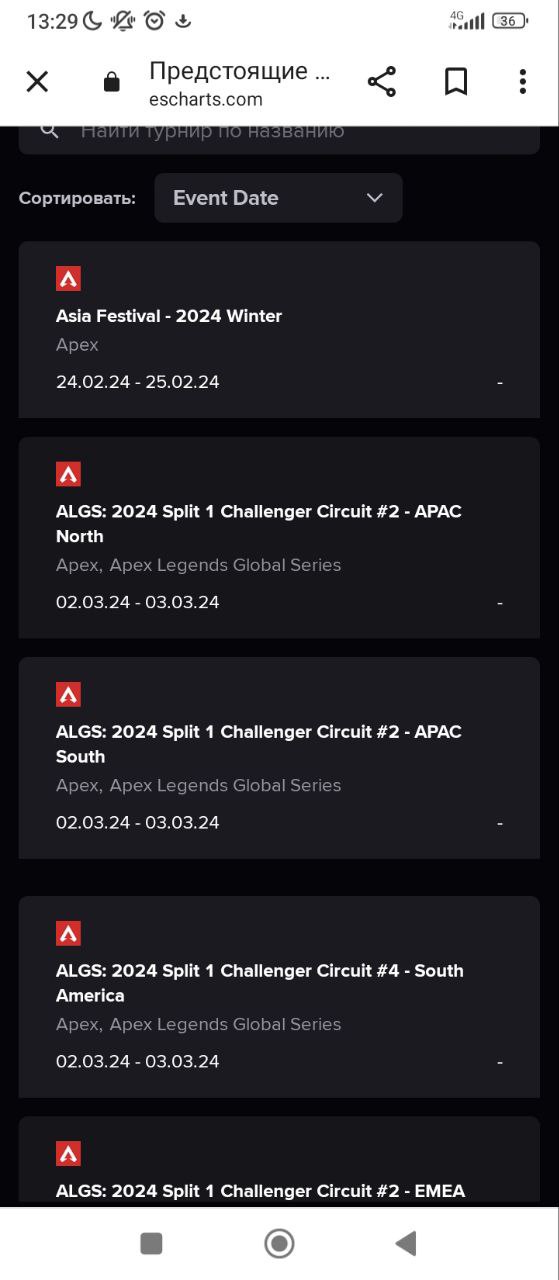 13:29
4G
36
Предстоящие ...
escharts.com
Найти турнир по названию
Сортировать:
Event Date
Asia Festival - 2024 Winter
Apex
24.02.24 - 25.02.24
-
ALGS: 2024 Split 1 Challenger Circuit #2 - APAC
North
Apex, Apex Legends Global Series
02.03.24 - 03.03.24
-
ALGS: 2024 Split 1 Challenger Circuit #2 - APAC
South
Apex, Apex Legends Global Series
02.03.24 - 03.03.24
-
ALGS: 2024 Split 1 Challenger Circuit #4 - South
America
Apex, Apex Legends Global Series
02.03.24 - 03.03.24
-
ALGS: 2024 Split 1 Challenger Circuit #2 - EMEA